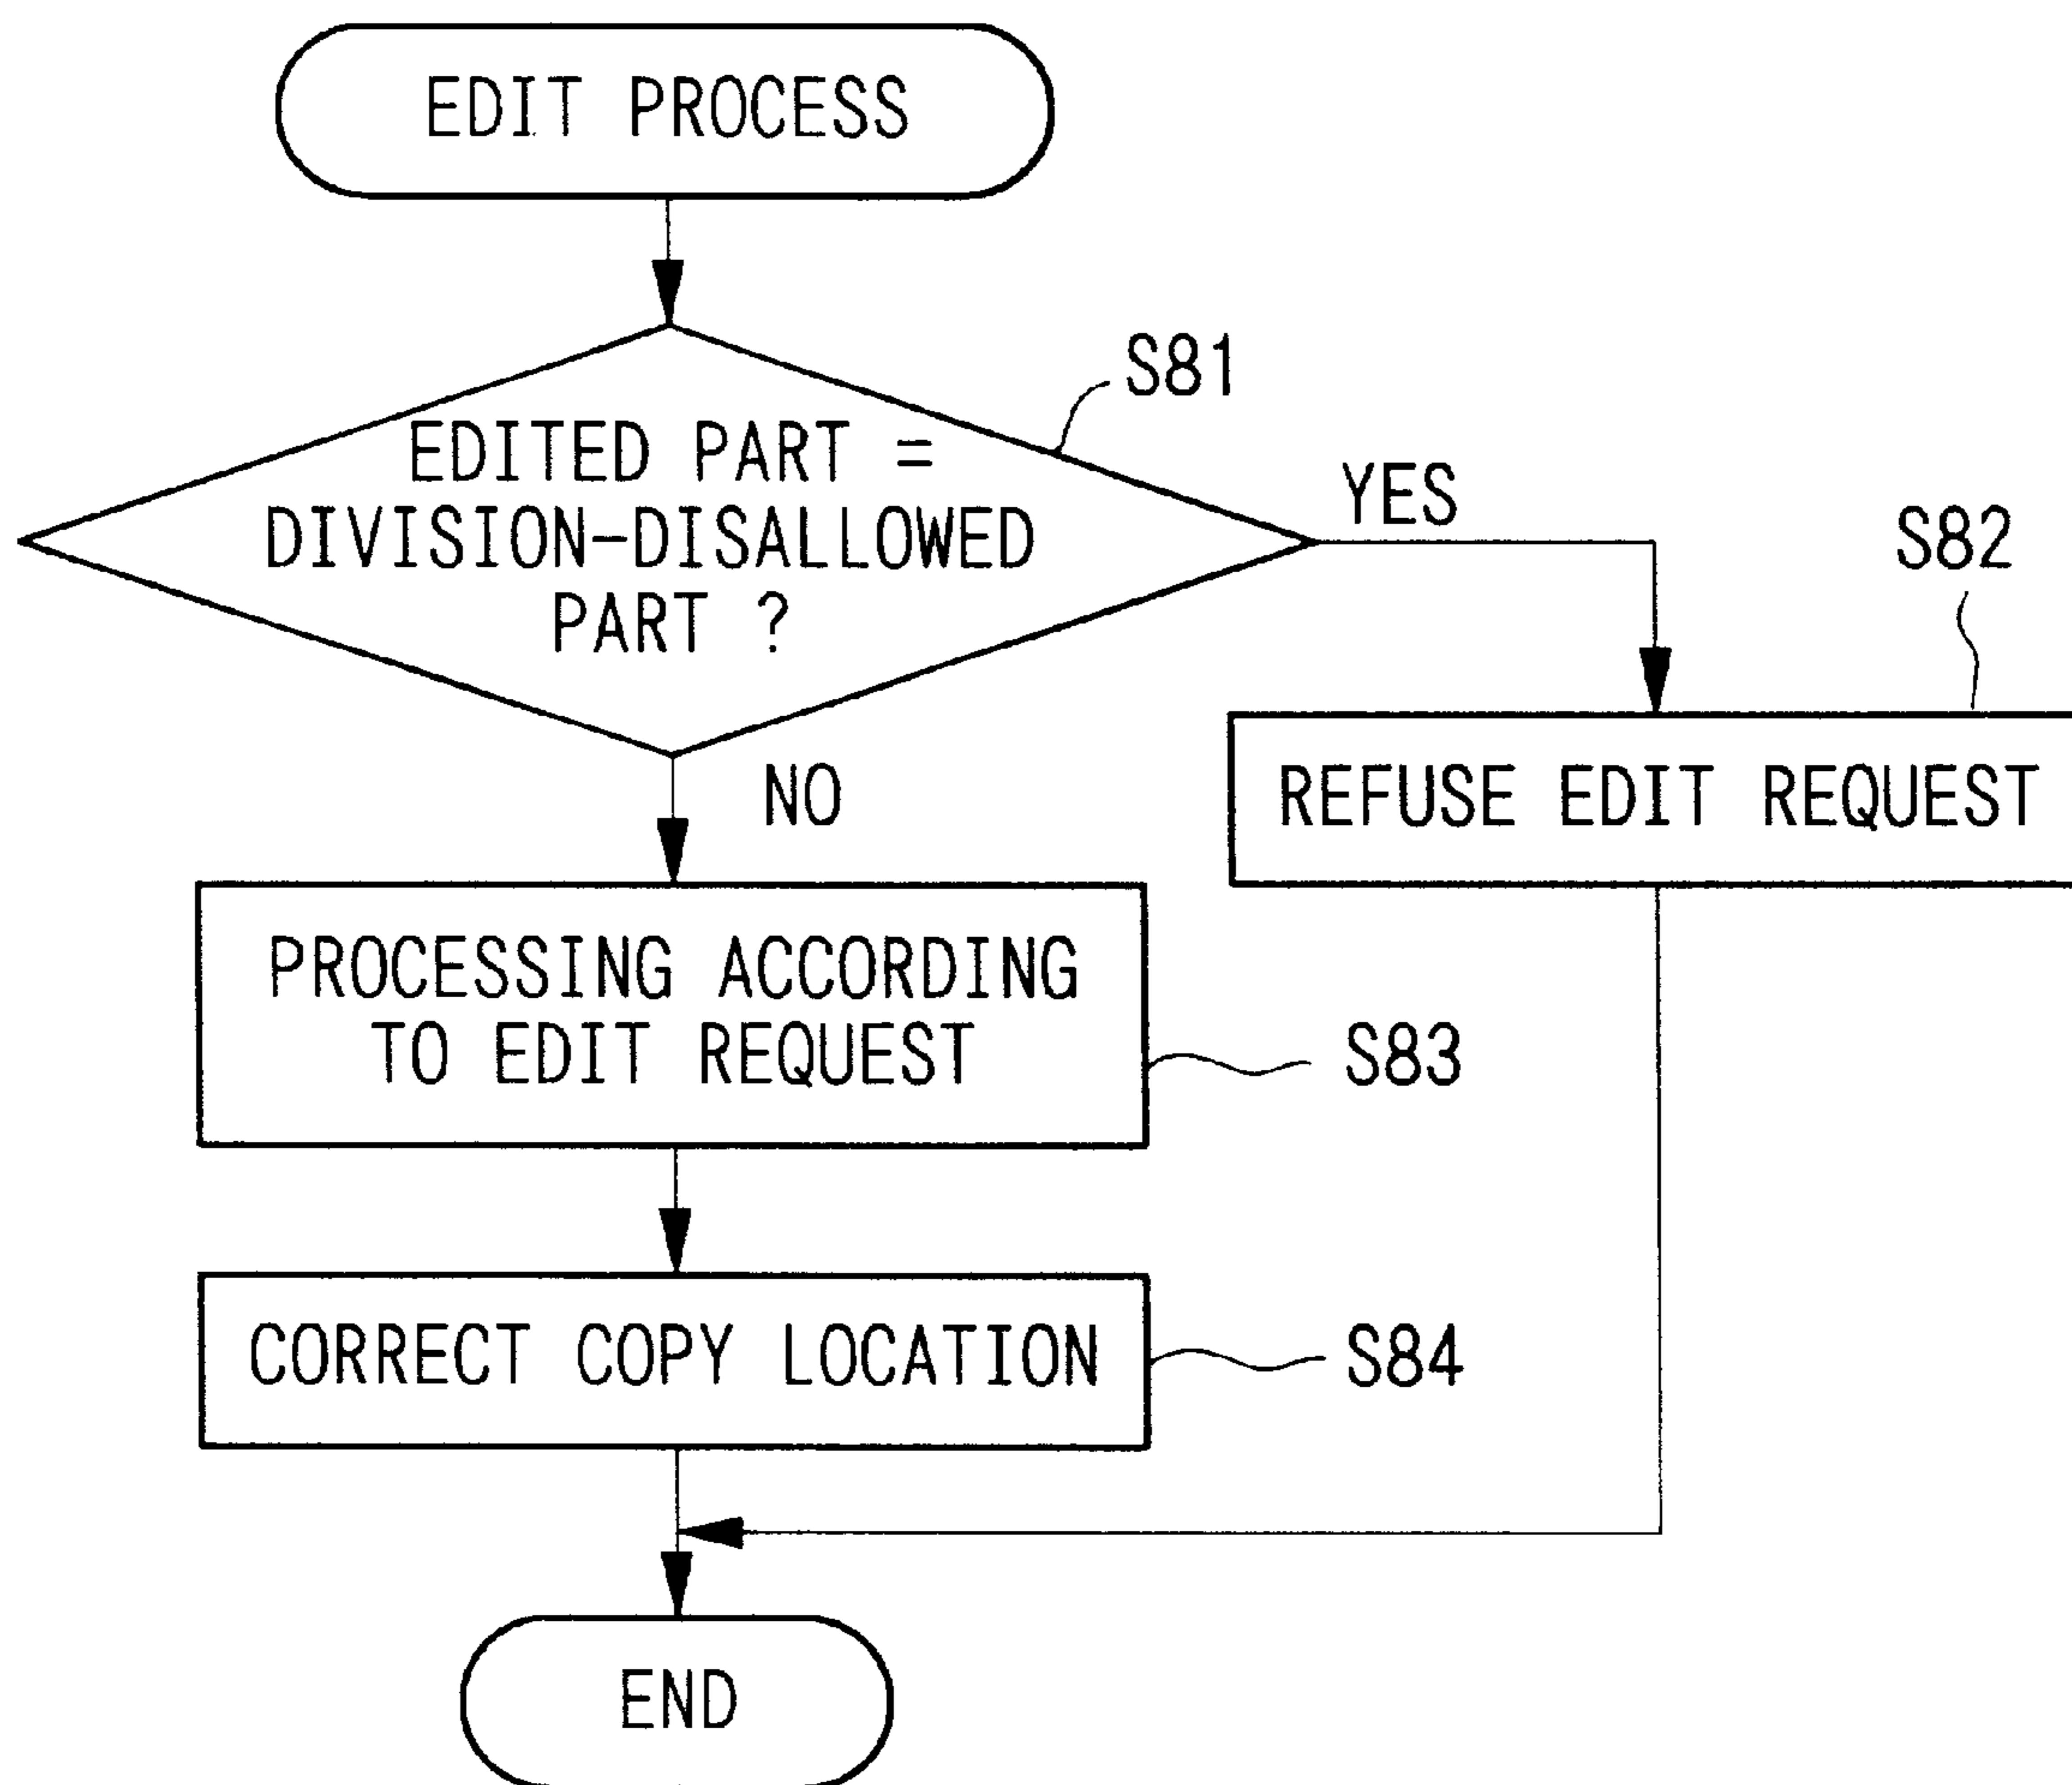 EDIT PROCESS
S81
EDITED PART =
DIVISION-DISALLOWED
PART ?
YES
S82
REFUSE EDIT REQUEST
NO
PROCESSING ACCORDING
TO EDIT REQUEST
S83
CORRECT COPY LOCATION
S84
END